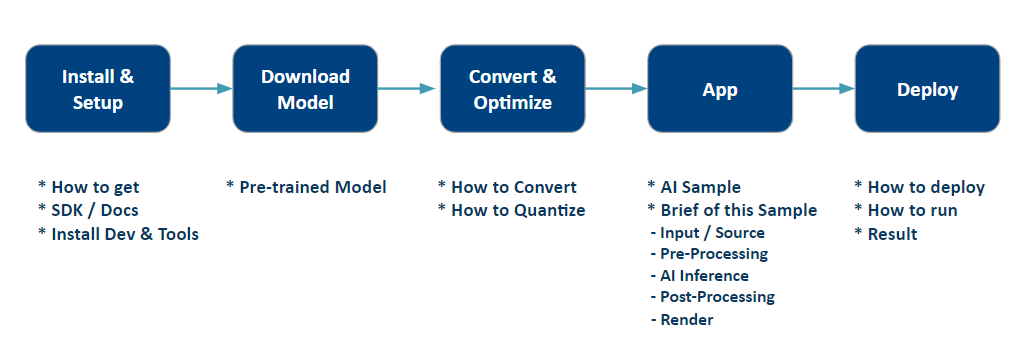 Install &
Setup
Download
Model
Convert &
Optimize
App
Deploy
* How to get
* SDK / Docs
* Install Dev & Tools
* Pre-trained Model
* How to Convert
* How to Quantize
* AI Sample
* Brief of this Sample
- Input / Source
- Pre-Processing
- AI Inference
- Post-Processing
- Render
* How to deploy
* How to run
* Result